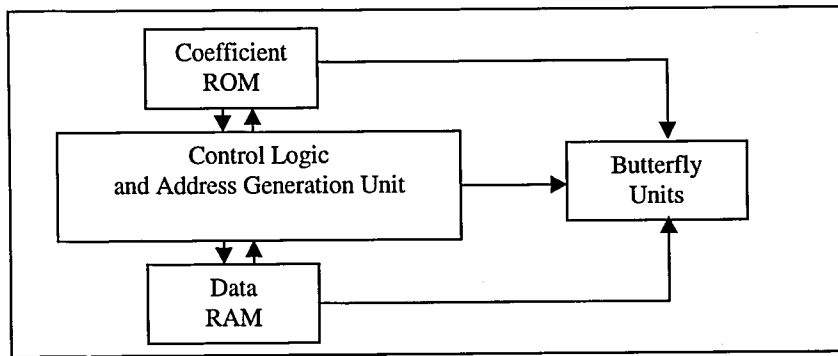 Coefficient
ROM
Control Logic
and Address Generation Unit
Butterfly
Units
Data
RAM